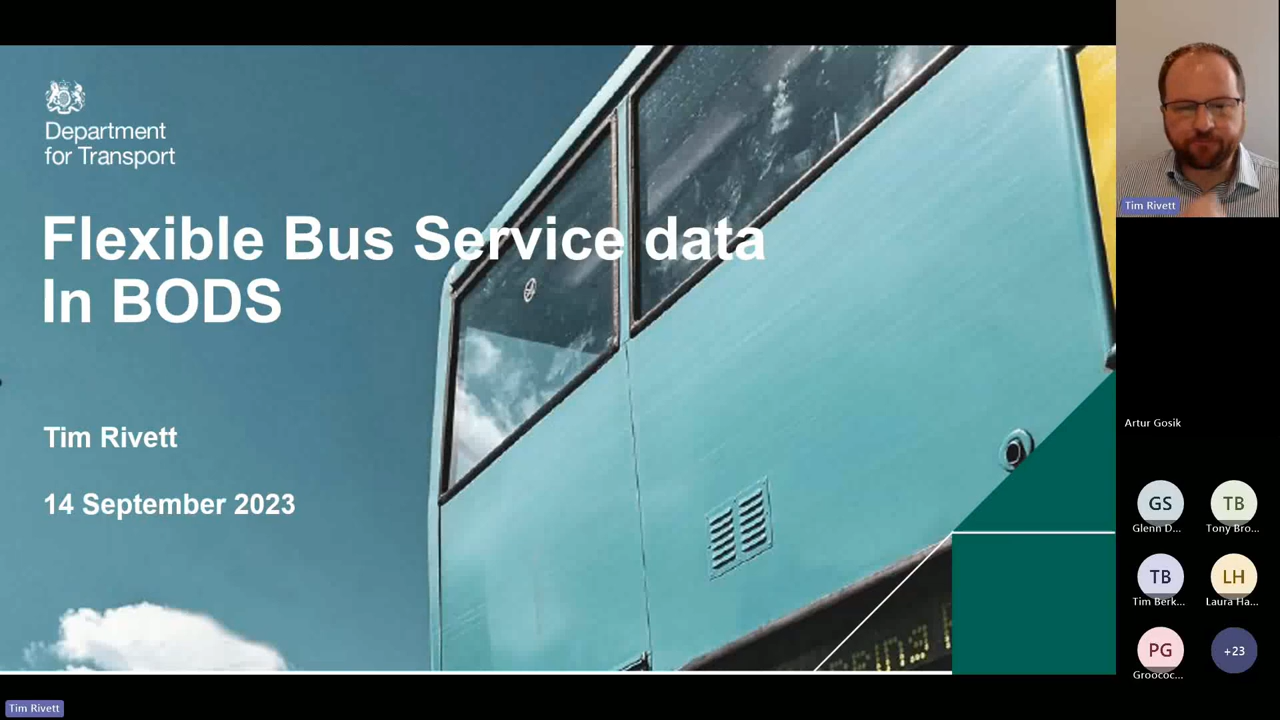 Department
for Transport
Flexible Bus Service data
In BODS
Tim Rivett
14 September 2023
Tim Rivett
Artur Gosik
GS
TB
Glenn D...
Tony Bro...
TB
LH
Tim Berk...
Laura Ha...
PG
+23
Groococ...
Tim Rivett